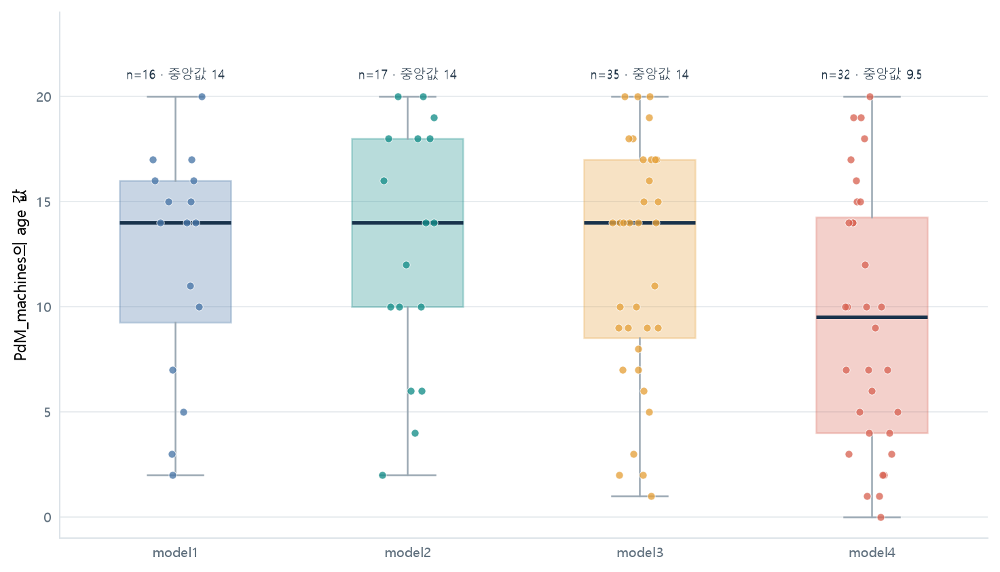 n=16 · 중앙값 14
n=17 · 중앙값 14
n=35 · 중앙값 14
n=32 · 중앙값 9.5
PdM_machines의 age 값
20
15
10
5
0
model1
model2
model3
model4